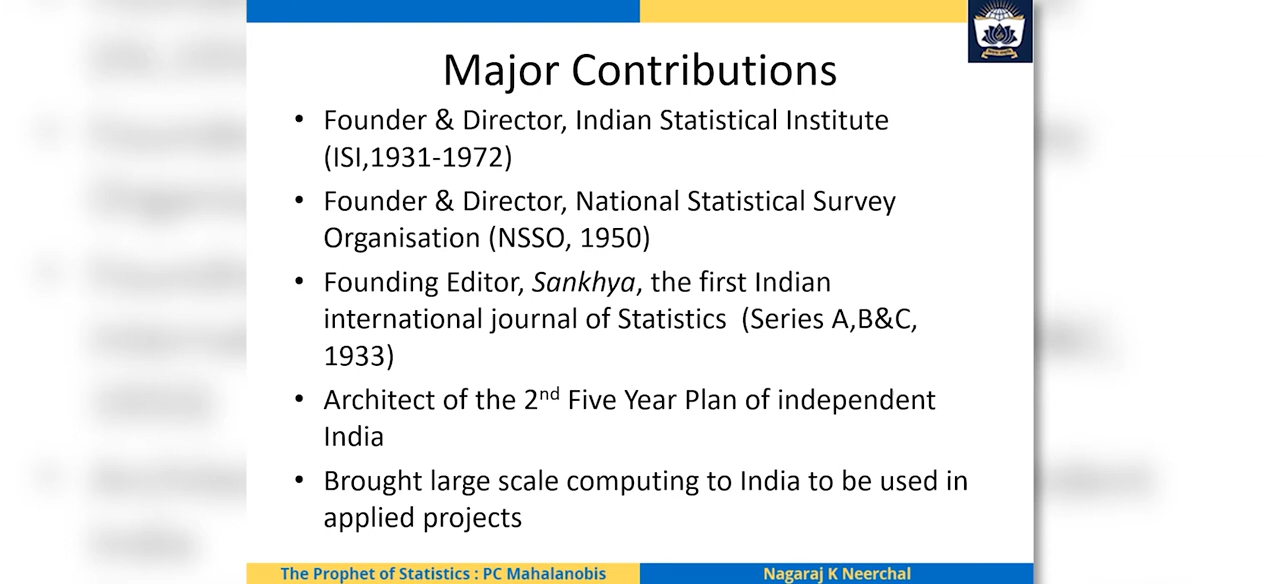 Major Contributions
• Founder & Director, Indian Statistical Institute
(ISI,1931-1972)
• Founder & Director, National Statistical Survey
Organisation (NSSO, 1950)
• Founding Editor, Sankhya, the first Indian
international journal of Statistics (Series A,B&C,
1933)
• Architect of the 2nd Five Year Plan of independent
India
• Brought large scale computing to India to be used in
applied projects
The Prophet of Statistics : PC Mahalanobis
Nagaraj K Neerchal